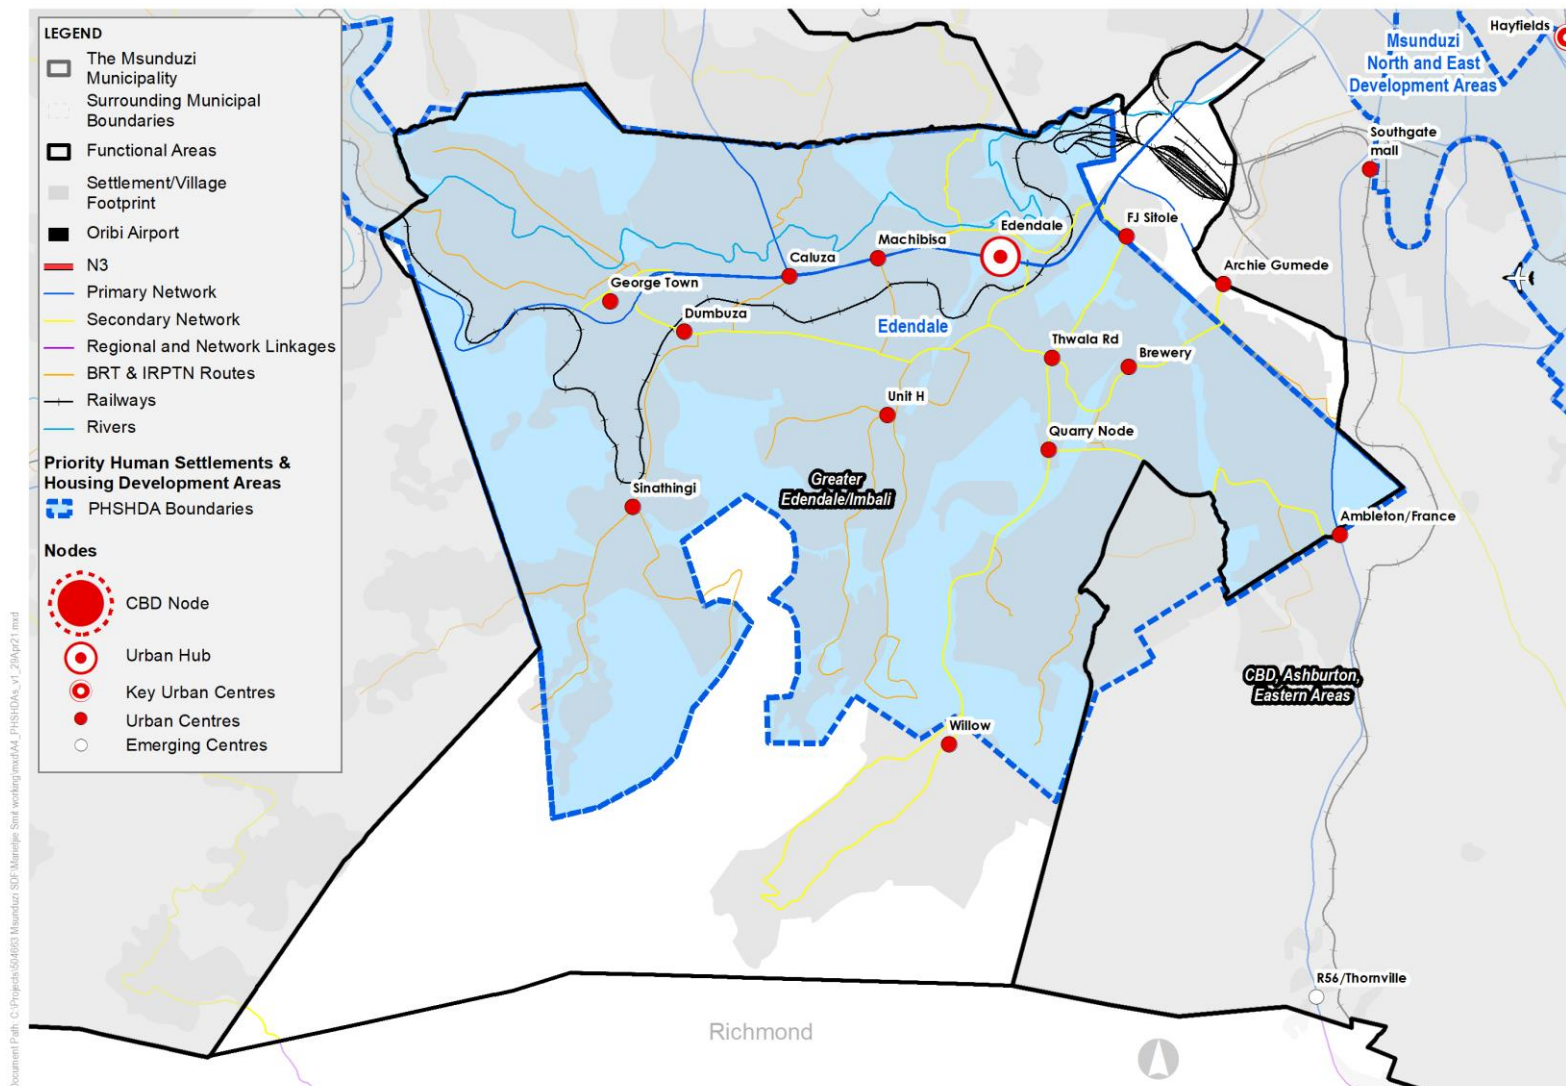 LEGEND
The Msunduzi
Municipality
Surrounding Municipal
Boundaries
Functional Areas
Settlement/Village
Footprint
Oribi Airport
N3
Primary Network
Secondary Network
Regional and Network Linkages
BRT & IRPTN Routes
Railways
Rivers
Priority Human Settlements &
Housing Development Areas
PHSHDA Boundaries
Nodes
CBD Node
Urban Hub
Key Urban Centres
Urban Centres
Emerging Centres
Hayfields
Msunduzi
North and East
Development Areas
Southgate
mall
FJ Sitole
Edendale
Machibisa
Caluza
Archie Gumede
George Town
Dumbuza
Edendale
Thwala Rd
Brewery
Unit H
Quarry Node
Greater
Edendale/Imbali
Sinathingi
Ambleton/France
CBD, Ashburton,
Eastern Areas
Willow
R56/Thornville
Richmond